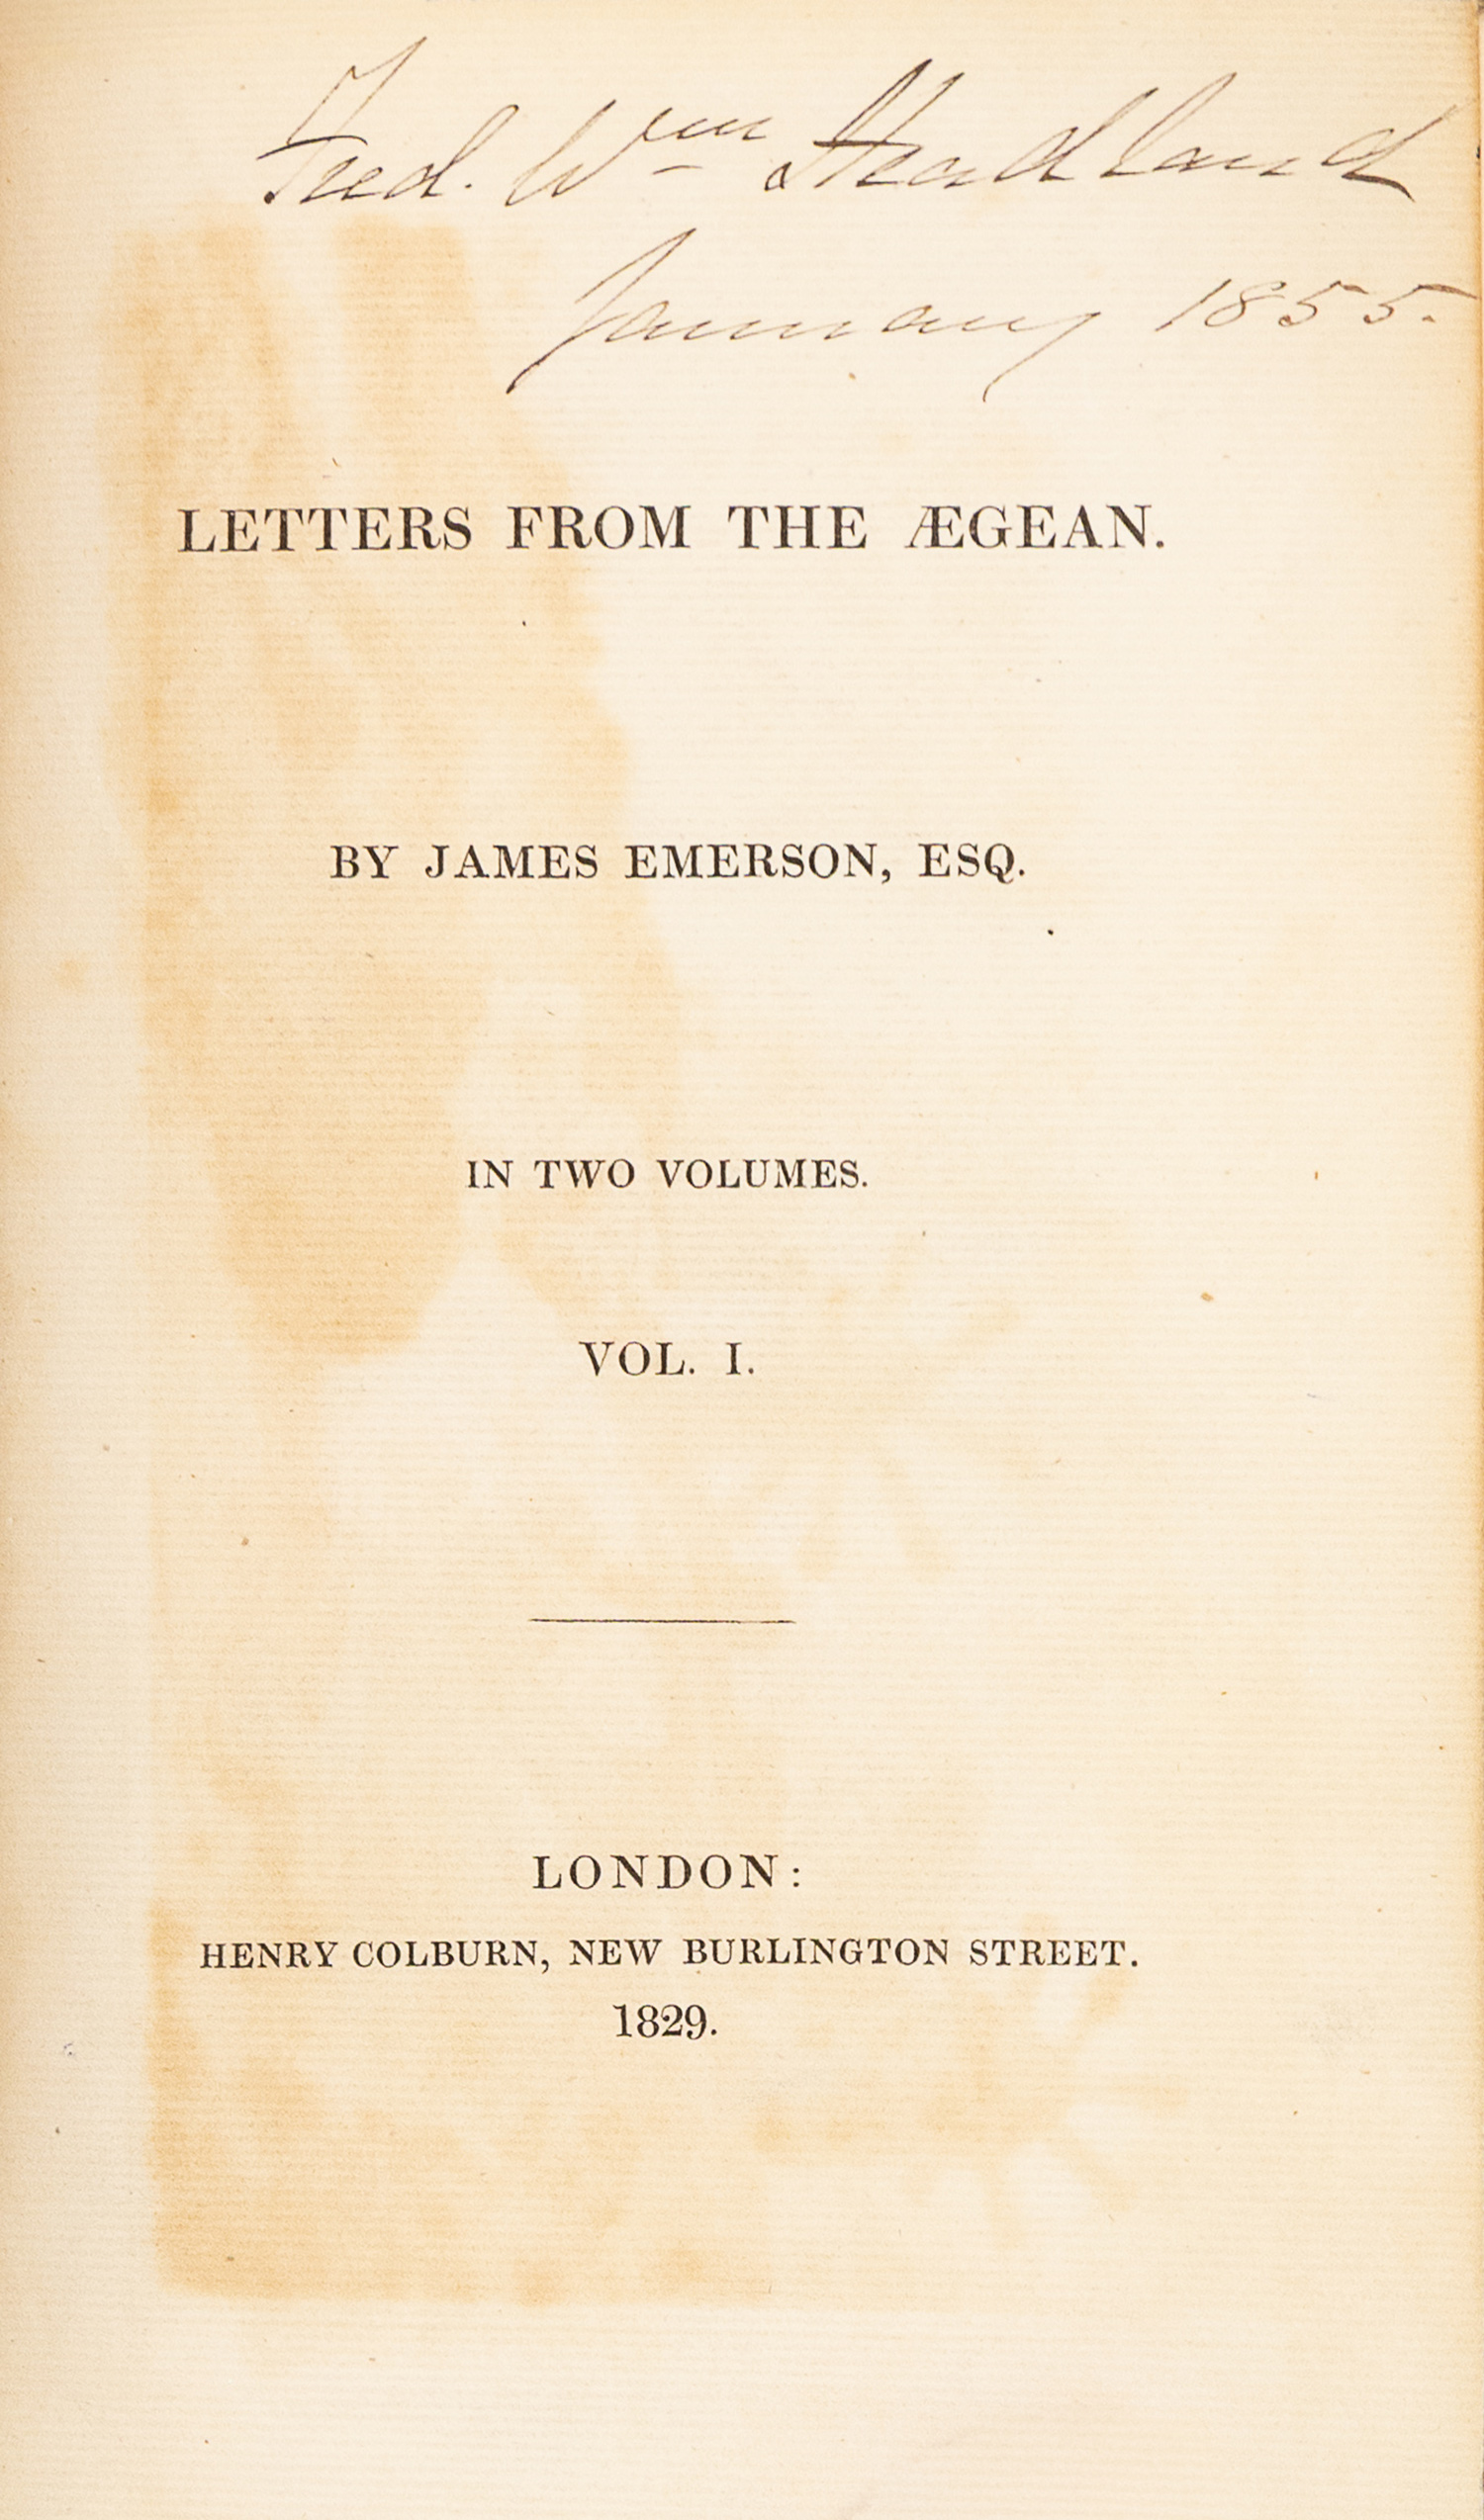 Fred. Wm Headland
January 1855.
LETTERS FROM THE ÆGEAN.
BY JAMES EMERSON, ESQ.
IN TWO VOLUMES.
VOL. I.
LONDON:
HENRY COLBURN, NEW BURLINGTON STREET.
1829.